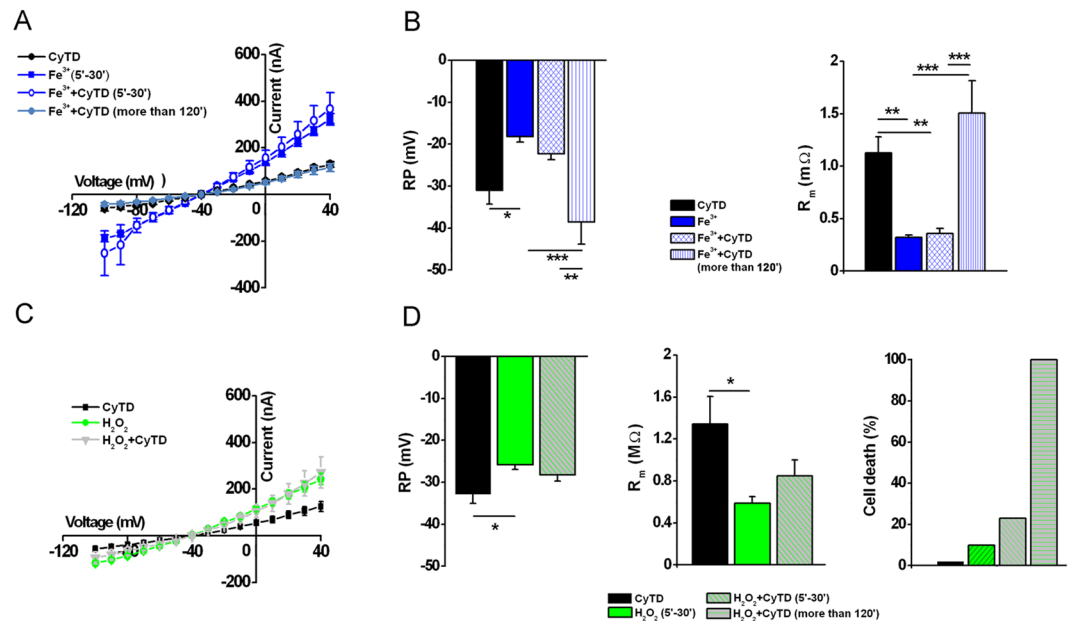 A
CyTD
Fe³⁺ (5'-30')
Fe³⁺+CyTD (5'-30')
Fe³⁺+CyTD (more than 120')
Current (nA)
600
400
200
-200
-400
Voltage (mV) )
-120
-80
-40
0
40
B
RP (mV)
0
-10
-20
-30
-40
-50
*
***
**
CyTD
Fe³⁺
Fe³⁺+CyTD
Fe³⁺+CyTD
(more than 120')
Rₘ (mΩ)
2
1.5
1.0
0.5
0
***
***
**
**
C
CyTD
H₂O₂
H₂O₂+CyTD
Current (nA)
600
400
200
-200
Voltage (mV)
-120
-80
-40
0
40
D
RP (mV)
0
-10
-20
-30
-40
-50
*
Rₘ (MΩ)
2
1.6
1.2
0.8
0.4
0
*
Cell death (%)
100
80
60
40
20
0
CyTD
H₂O₂ (5'-30')
H₂O₂+CyTD (5'-30')
H₂O₂+CyTD (more than 120')